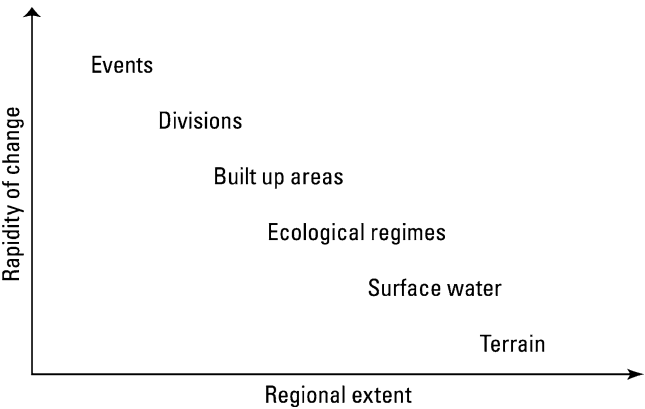 Rapidity of change
Events
Divisions
Built up areas
Ecological regimes
Surface water
Terrain
Regional extent